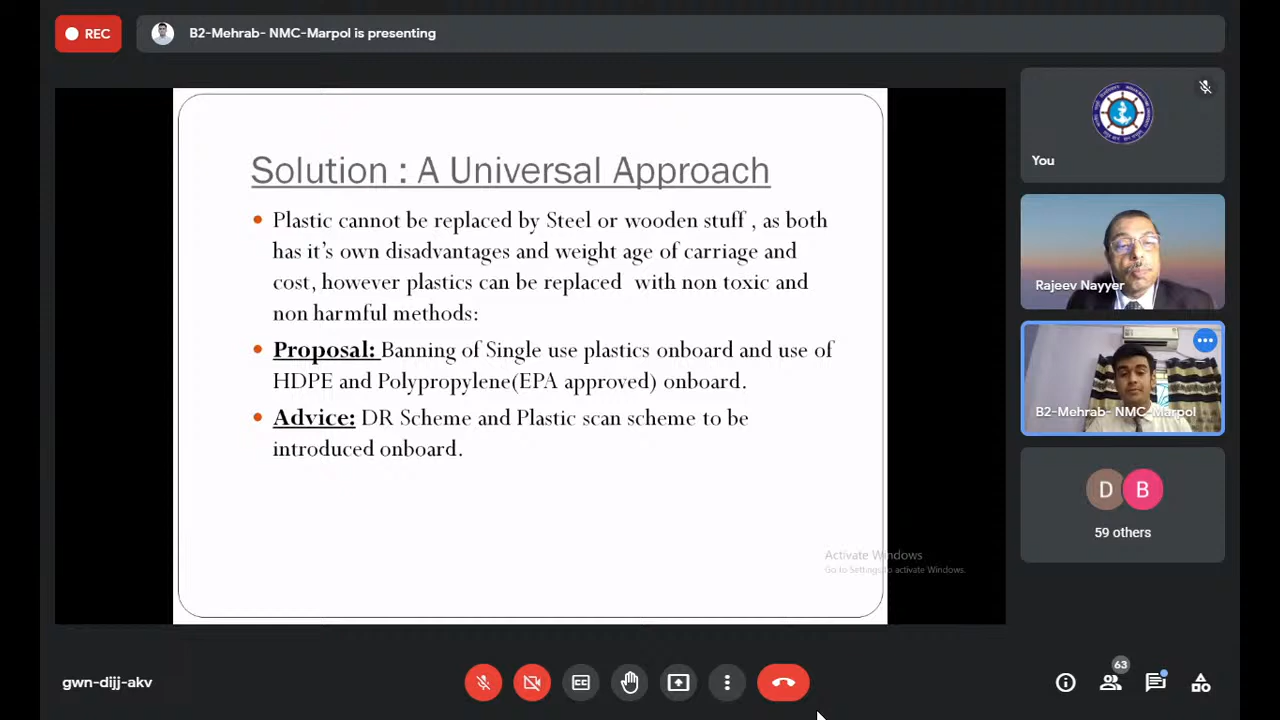 REC
B2-Mehrab- NMC-Marpol is presenting
Solution : A Universal Approach
Plastic cannot be replaced by Steel or wooden stuff , as both
has it's own disadvantages and weight age of carriage and
cost, however plastics can be replaced with non toxic and
non harmful methods:
Proposal: Banning of Single use plastics onboard and use of
HDPE and Polypropylene(EPA approved) onboard.
Advice: DR Scheme and Plastic scan scheme to be
introduced onboard.
Activate Windows
Go to Settings to activate Windows.
You
Rajeev Nayyer
B2-Mehrab- NMC-Marpol
D
B
59 others
gwn-dijj-akv
CC
63